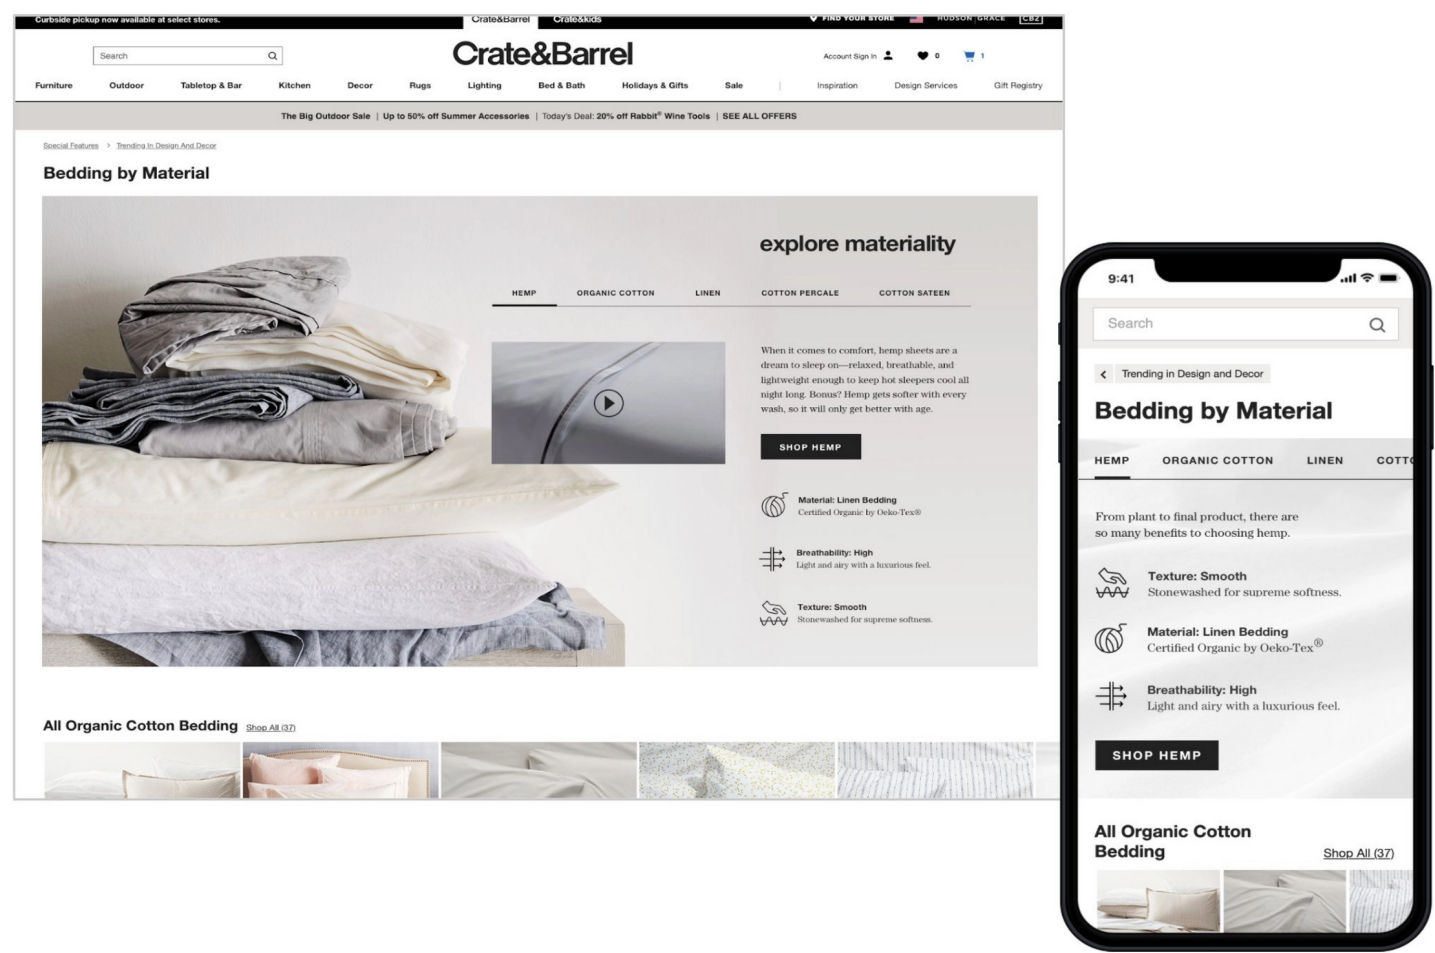 Curbside pickup now available at select stores.
Crate&Barrel
Crate&kids
FIND YOUR STORE
HUDSON GRACE
CB2
Search
Crate&Barrel
Account Sign In
0
1
Furniture
Outdoor
Tabletop & Bar
Kitchen
Decor
Rugs
Lighting
Bed & Bath
Holidays & Gifts
Sale
Inspiration
Design Services
Gift Registry
The Big Outdoor Sale | Up to 50% off Summer Accessories | Today's Deal: 20% off Rabbit® Wine Tools | SEE ALL OFFERS
Special Features > Trending In Design And Decor
Bedding by Material
explore materiality
HEMP
ORGANIC COTTON
LINEN
COTTON PERCALE
COTTON SATEEN
When it comes to comfort, hemp sheets are a
dream to sleep on—relaxed, breathable, and
lightweight enough to keep hot sleepers cool all
night long. Bonus? Hemp gets softer with every
wash, so it will only get better with age.
SHOP HEMP
Material: Linen Bedding
Certified Organic by Oeko-Tex®
Breathability: High
Light and airy with a luxurious feel.
Texture: Smooth
Stonewashed for supreme softness.
All Organic Cotton Bedding Shop All (37)
9:41
Search
Trending in Design and Decor
Bedding by Material
HEMP
ORGANIC COTTON
LINEN
COTTO
From plant to final product, there are
so many benefits to choosing hemp.
Texture: Smooth
Stonewashed for supreme softness.
Material: Linen Bedding
Certified Organic by Oeko-Tex®
Breathability: High
Light and airy with a luxurious feel.
SHOP HEMP
All Organic Cotton
Bedding
Shop All (37)